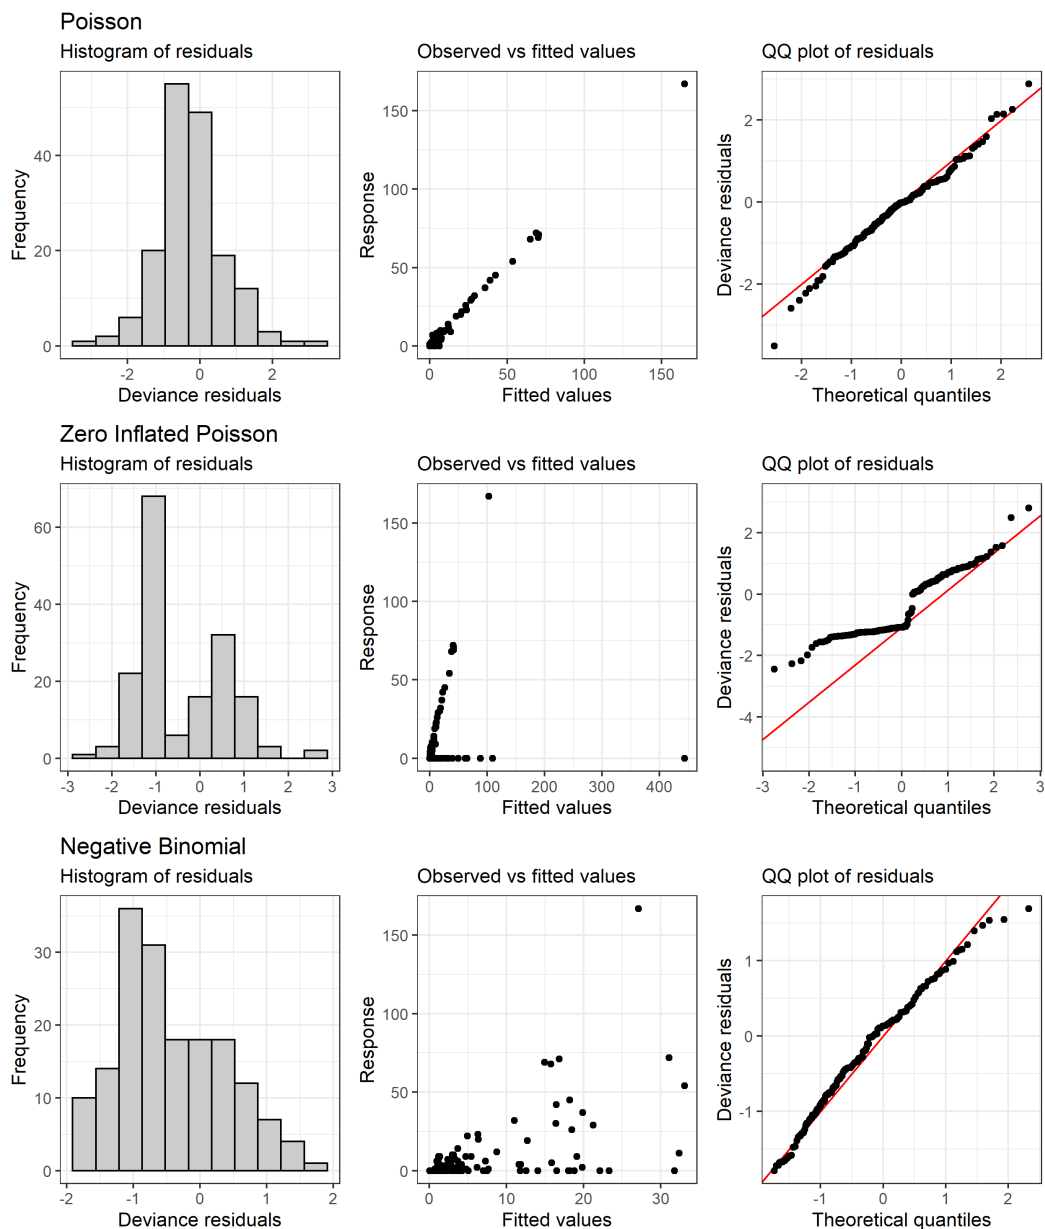 Poisson
Histogram of residuals
Observed vs fitted values
QQ plot of residuals
Frequency
0
20
40
-2
0
2
Deviance residuals
Response
0
50
100
150
0
50
100
150
Fitted values
Deviance residuals
-2
0
2
-2
-1
0
1
2
Theoretical quantiles
Zero Inflated Poisson
Histogram of residuals
Observed vs fitted values
QQ plot of residuals
Frequency
0
20
40
60
-3
-2
-1
0
1
2
3
Deviance residuals
Response
0
50
100
150
0
100
200
300
400
Fitted values
Deviance residuals
-4
-2
0
2
-3
-2
-1
0
1
2
3
Theoretical quantiles
Negative Binomial
Histogram of residuals
Observed vs fitted values
QQ plot of residuals
Frequency
0
10
20
30
-2
-1
0
1
2
Deviance residuals
Response
0
50
100
150
0
10
20
30
Fitted values
Deviance residuals
-1
0
1
-1
0
1
2
Theoretical quantiles